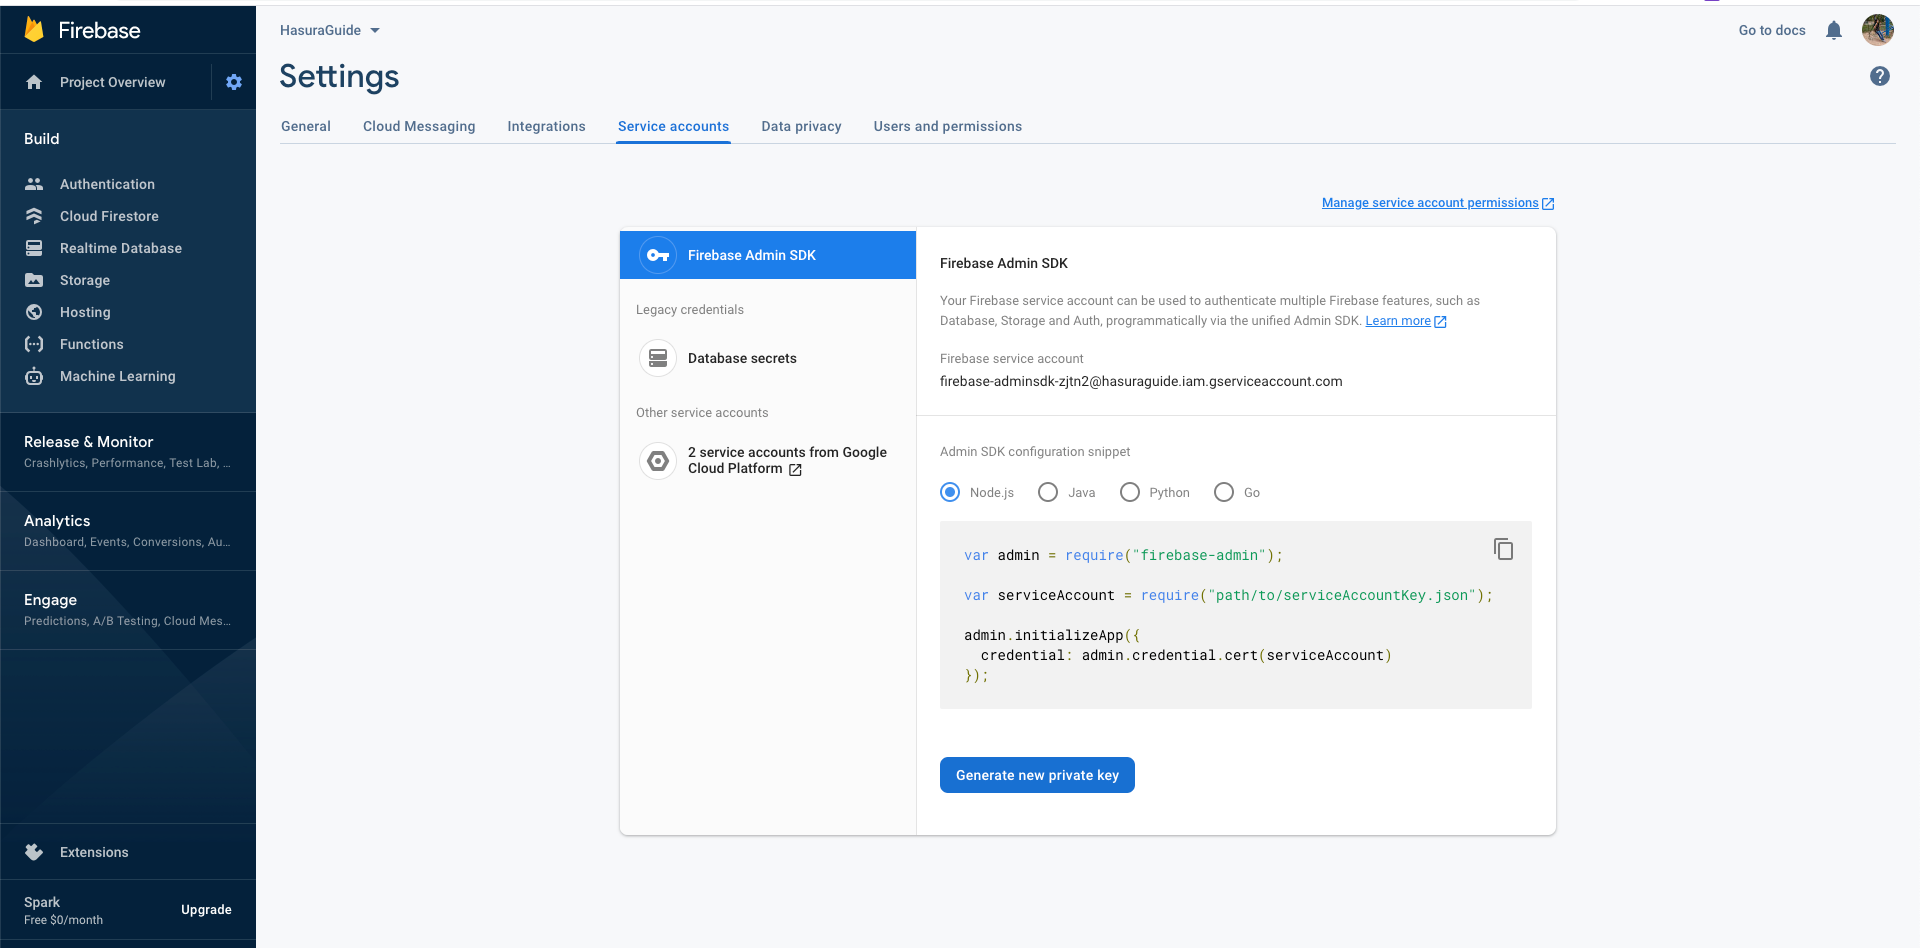 Firebase
Project Overview
Build
Authentication
Cloud Firestore
Realtime Database
Storage
Hosting
Functions
Machine Learning
Release & Monitor
Crashlytics, Performance, Test Lab, ...
Analytics
Dashboard, Events, Conversions, Au...
Engage
Predictions, A/B Testing, Cloud Mes...
Extensions
Spark
Free $0/month
Upgrade
HasuraGuide
Go to docs
Settings
General
Cloud Messaging
Integrations
Service accounts
Data privacy
Users and permissions
Manage service account permissions
Firebase Admin SDK
Legacy credentials
Database secrets
Other service accounts
2 service accounts from Google
Cloud Platform
Firebase Admin SDK
Your Firebase service account can be used to authenticate multiple Firebase features, such as
Database, Storage and Auth, programmatically via the unified Admin SDK. Learn more
Firebase service account
firebase-adminsdk-zjtn2@hasuraguide.iam.gserviceaccount.com
Admin SDK configuration snippet
Node.js
Java
Python
Go
var admin = require("firebase-admin");
var serviceAccount = require("path/to/serviceAccountKey.json");
admin.initializeApp({
  credential: admin.credential.cert(serviceAccount)
});
Generate new private key